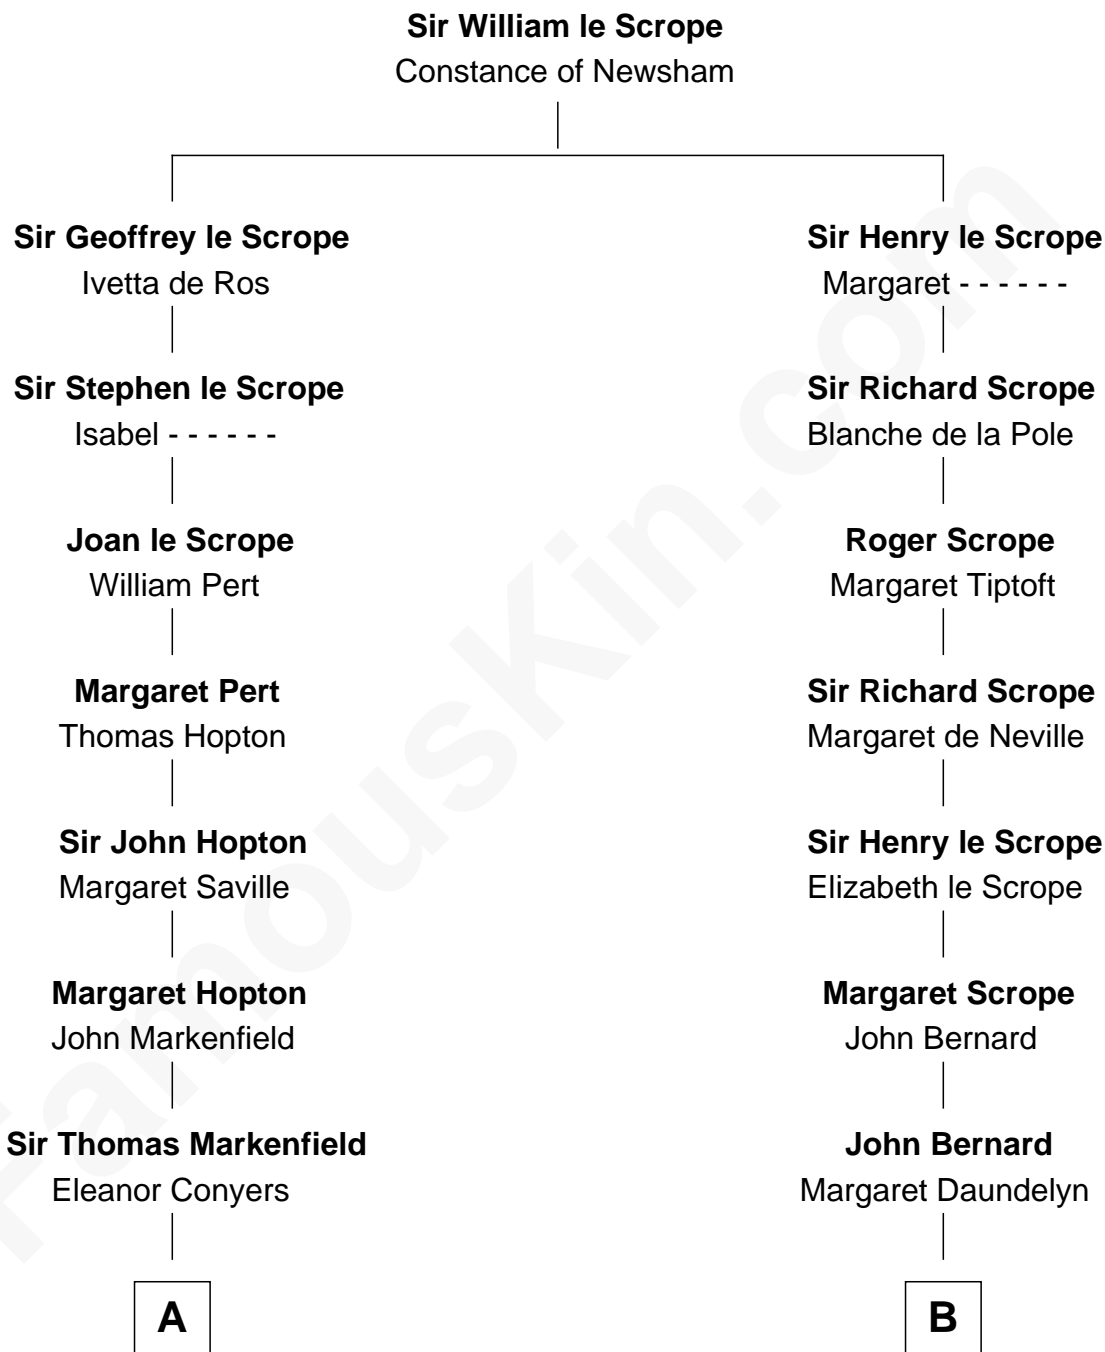 Sir William le Scrope
Constance of Newsham
Sir Geoffrey le Scrope
Ivetta de Ros
Sir Henry le Scrope
Margaret - - - - - -
Sir Stephen le Scrope
Isabel - - - - - -
Sir Richard Scrope
Blanche de la Pole
Joan le Scrope
William Pert
Roger Scrope
Margaret Tiptoft
Margaret Pert
Thomas Hopton
Sir Richard Scrope
Margaret de Neville
Sir John Hopton
Margaret Saville
Sir Henry le Scrope
Elizabeth le Scrope
Margaret Hopton
John Markenfield
Margaret Scrope
John Bernard
Sir Thomas Markenfield
Eleanor Conyers
John Bernard
Margaret Daundelyn
A
B
FamousKin.com